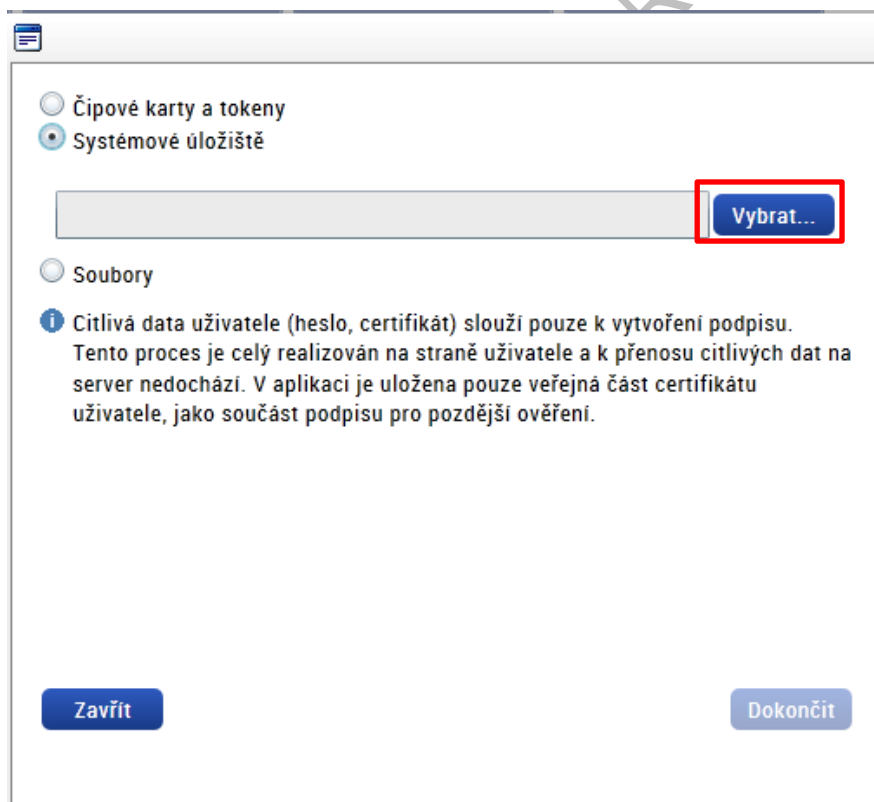 Čipové karty a tokeny
Systémové úložiště
Vybrat...
Soubory
Citlivá data uživatele (heslo, certifikát) slouží pouze k vytvoření podpisu.
Tento proces je celý realizován na straně uživatele a k přenosu citlivých dat na
server nedochází. V aplikaci je uložena pouze veřejná část certifikátu
uživatele, jako součást podpisu pro pozdější ověření.
Zavřít
Dokončit